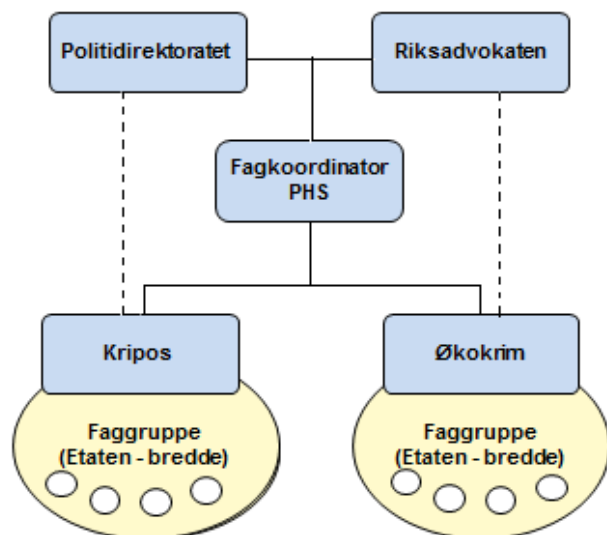 Politidirektoratet
Riksadvokaten
Fagkoordinator
PHS
Kripos
Økokrim
Faggruppe
(Etaten - bredde)
Faggruppe
(Etaten - bredde)